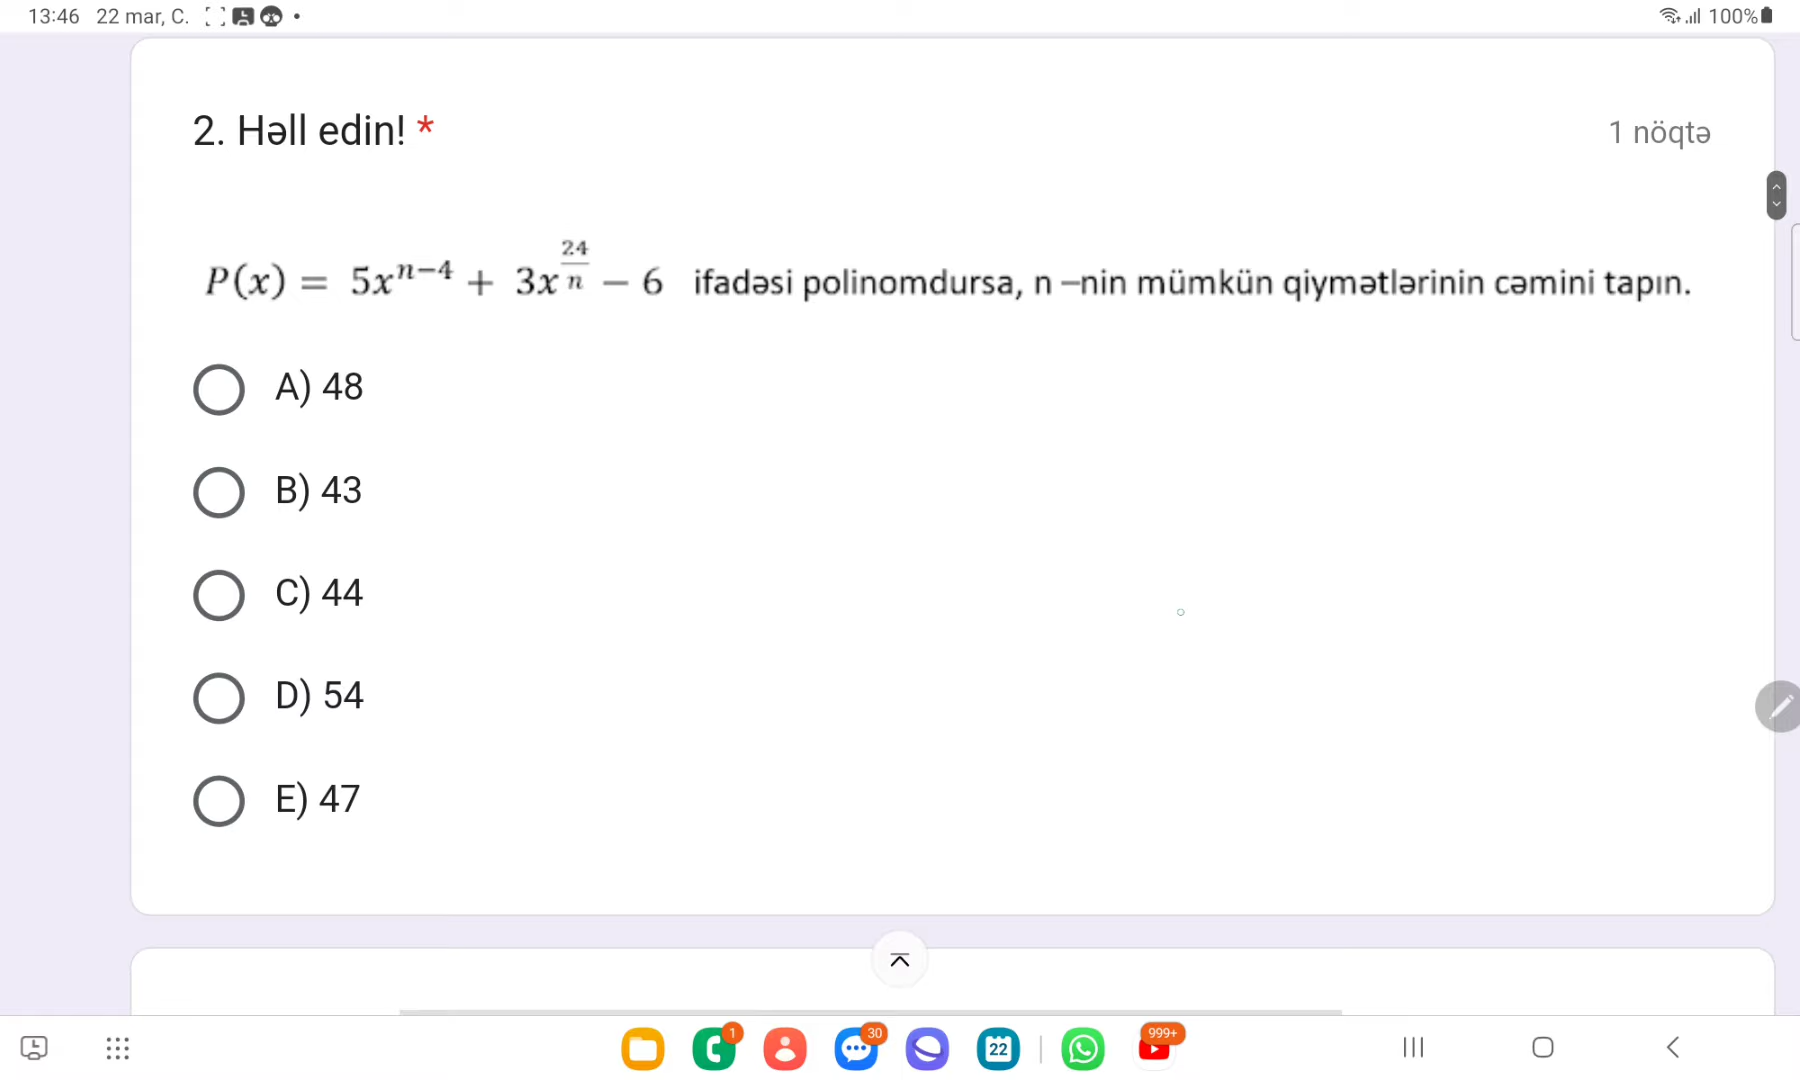 13:46 22 mar, C. 100%
2. Həll edin! *
1 nöqtə
P(x) = 5xⁿ⁻⁴ + 3x^(24/n) − 6 ifadəsi polinomdursa, n –nin mümkün qiymətlərinin cəmini tapın.
A) 48
B) 43
C) 44
D) 54
E) 47
1 30 22 999+